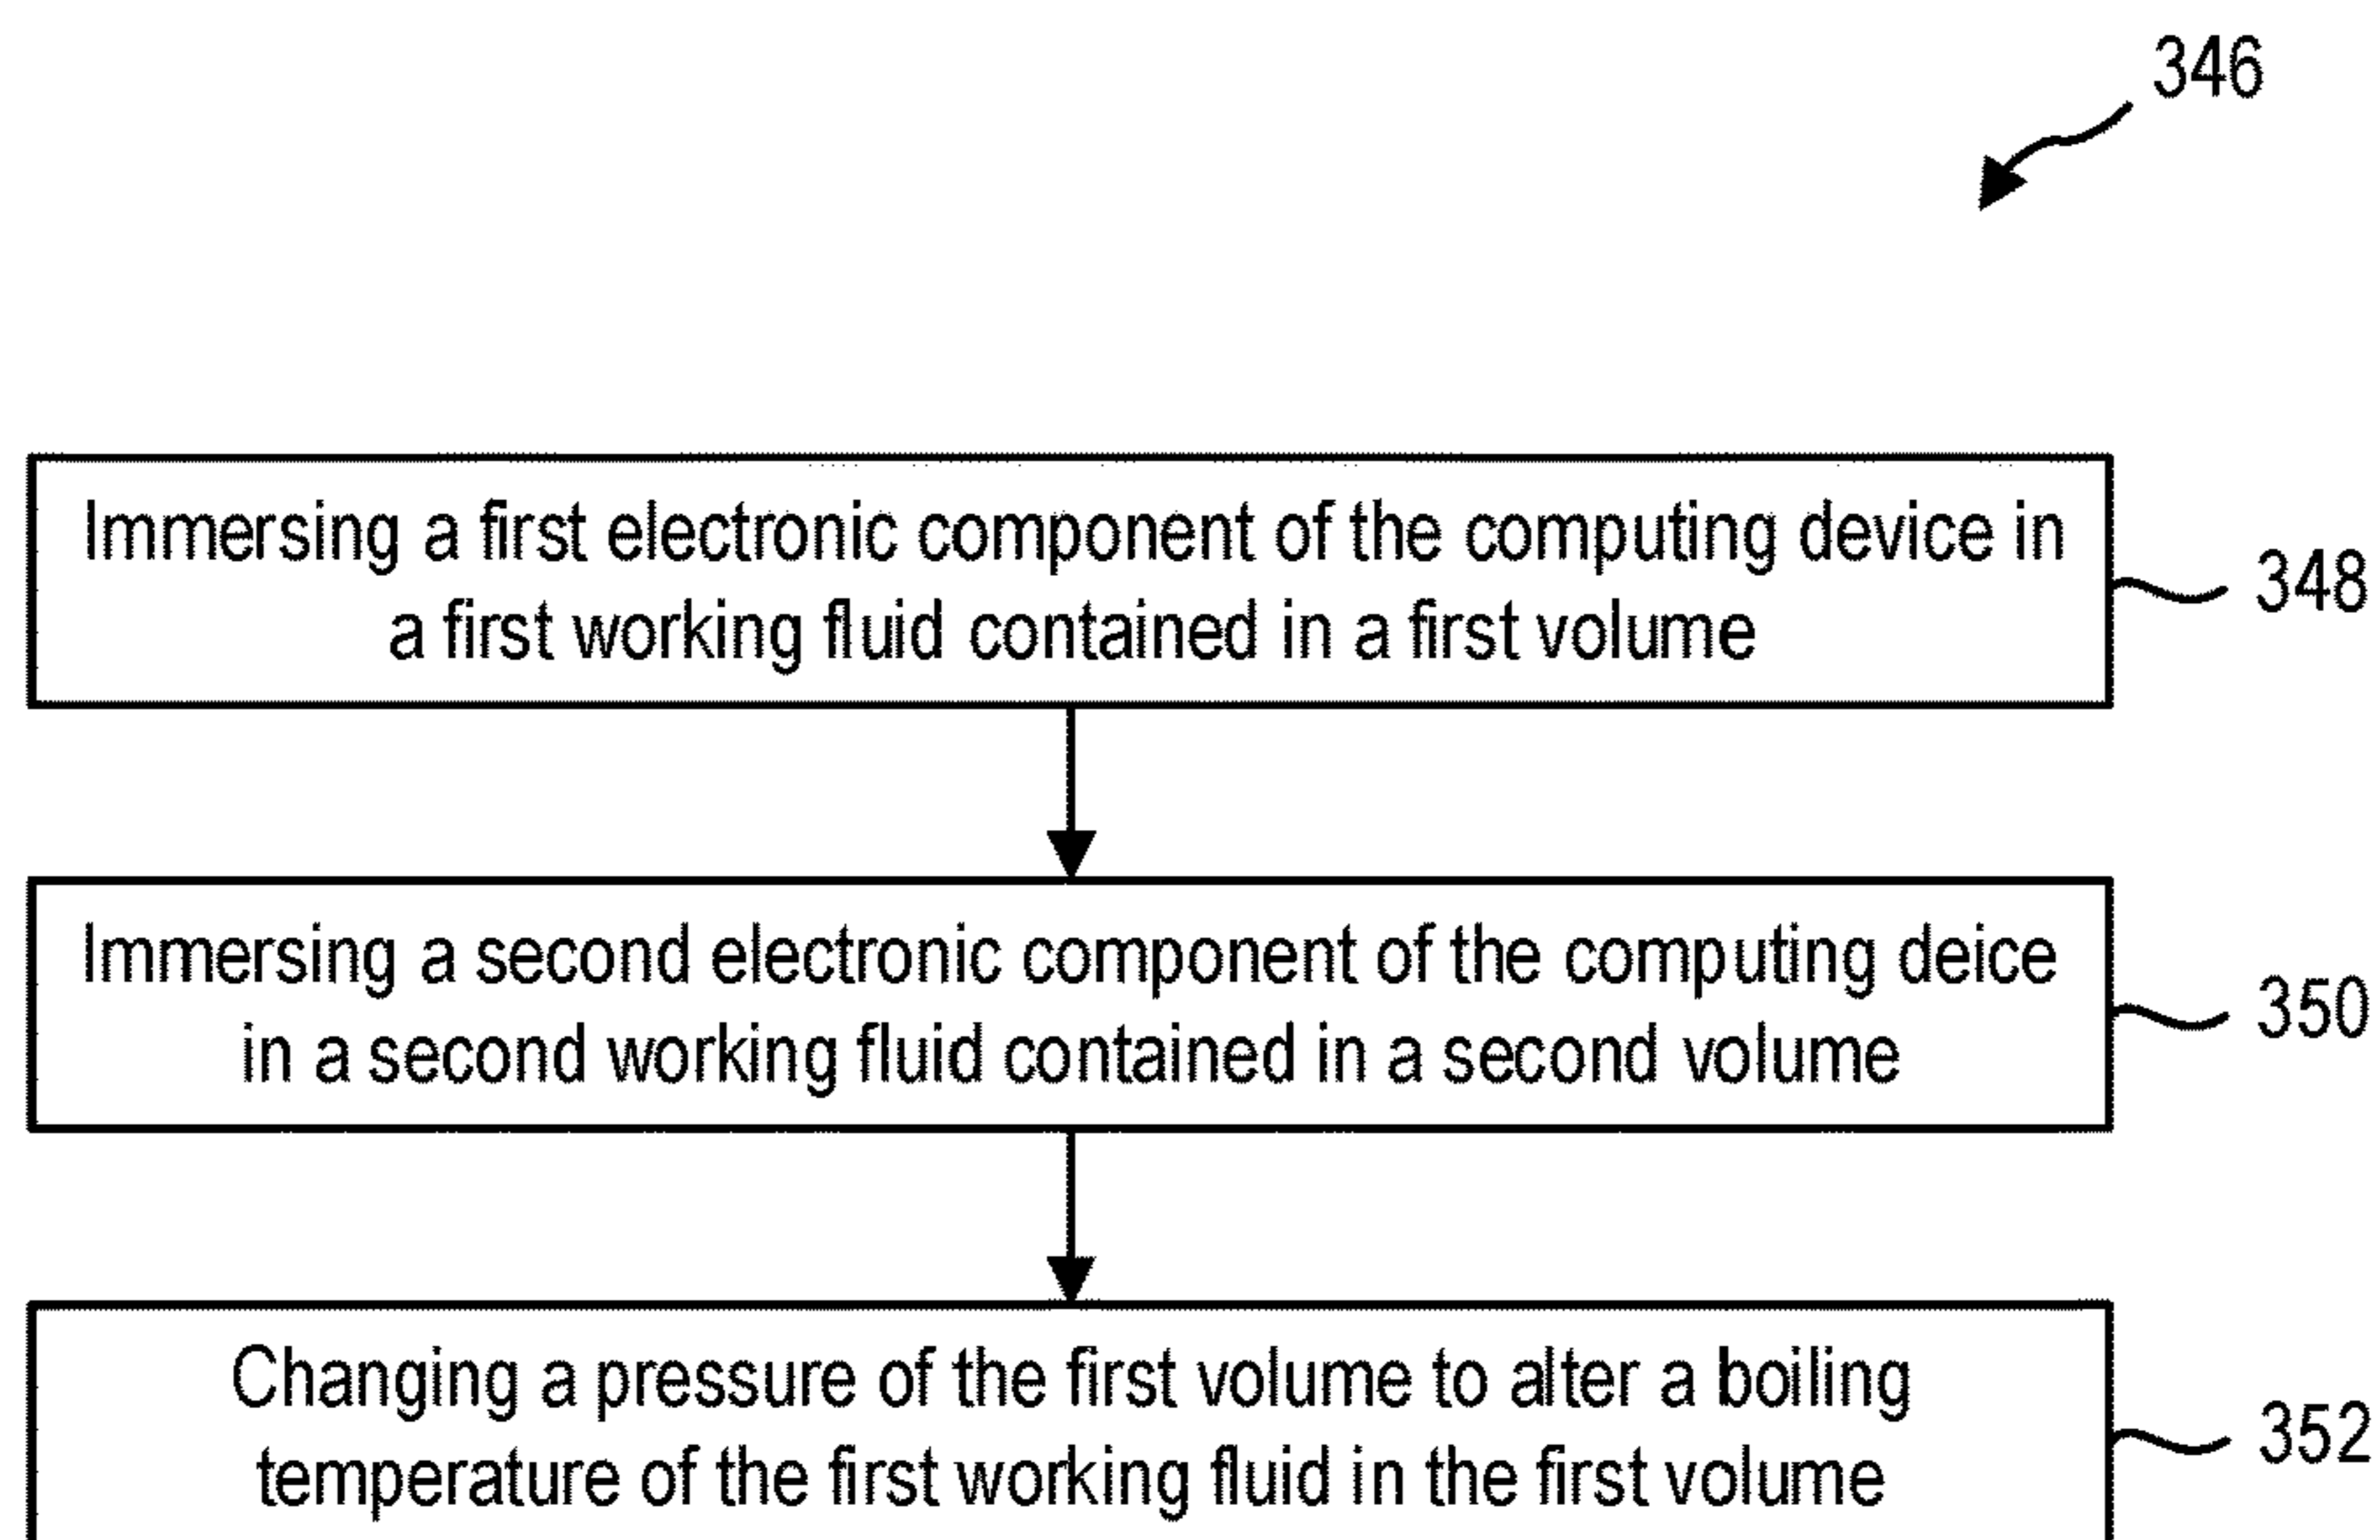 346
Immersing a first electronic component of the computing device in
a first working fluid contained in a first volume
348
Immersing a second electronic component of the computing deice
in a second working fluid contained in a second volume
350
Changing a pressure of the first volume to alter a boiling
temperature of the first working fluid in the first volume
352